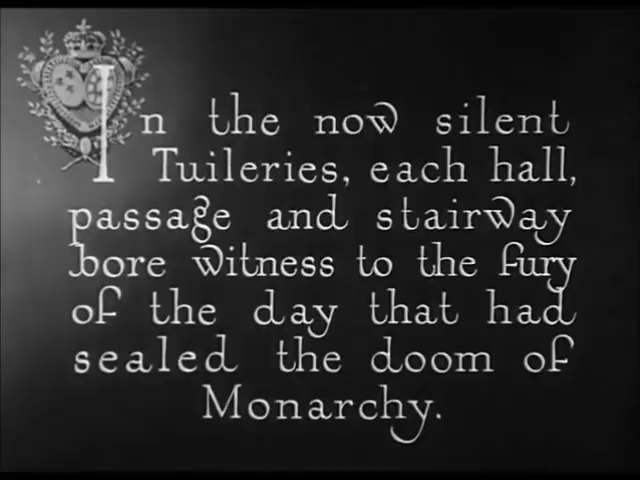 In the now silent
Tuileries, each hall,
passage and stairway
bore witness to the fury
of the day that had
sealed the doom of
Monarchy.